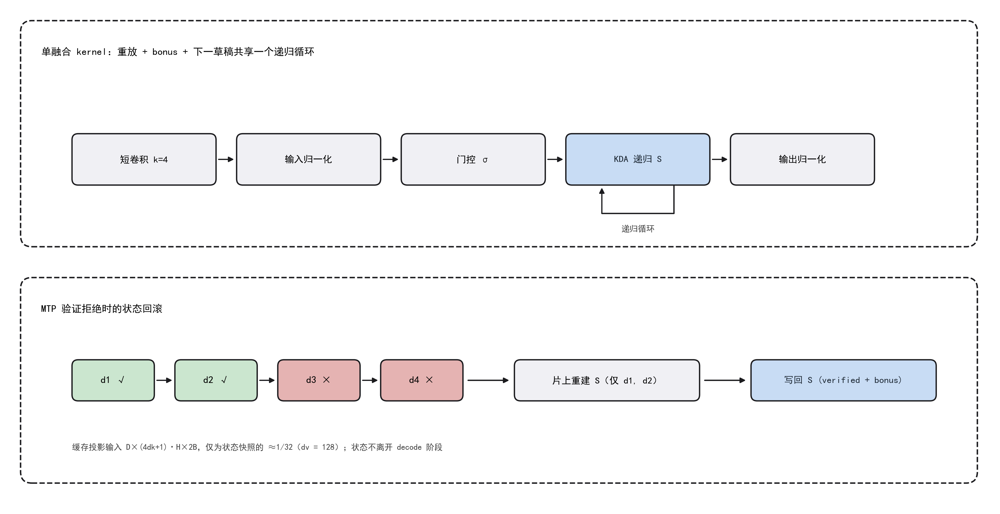 单融合 kernel：重放 + bonus + 下一草稿共享一个递归循环
短卷积 k=4
输入归一化
门控 σ
KDA 递归 S
输出归一化
递归循环
MTP 验证拒绝时的状态回滚
d1 √
d2 √
d3 ×
d4 ×
片上重建 S（仅 d1, d2）
写回 S（verified + bonus）
缓存投影输入 D×(4dk+1)·H×2B，仅为状态快照的 ≈1/32（dv = 128）；状态不离开 decode 阶段